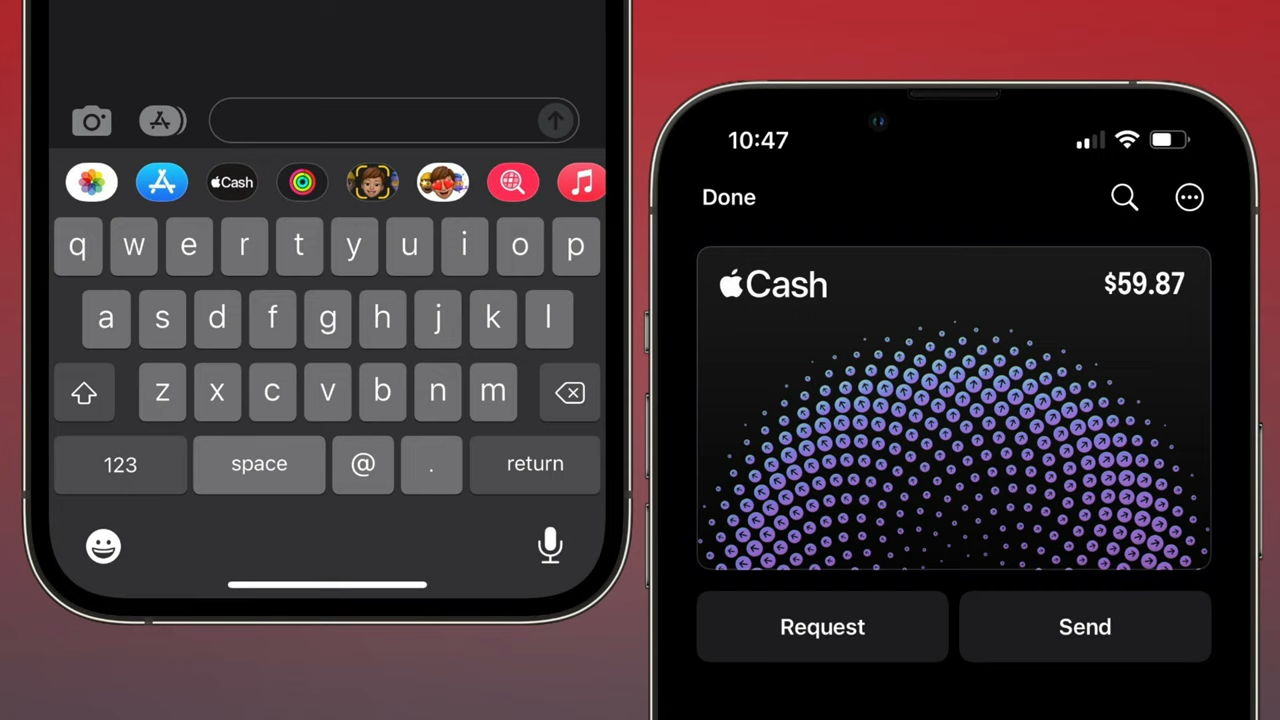 Cash
q w e r t y u i o p
a s d f g h j k l
z x c v b n m
123 space @ . return
10:47
Done
Cash $59.87
Request Send